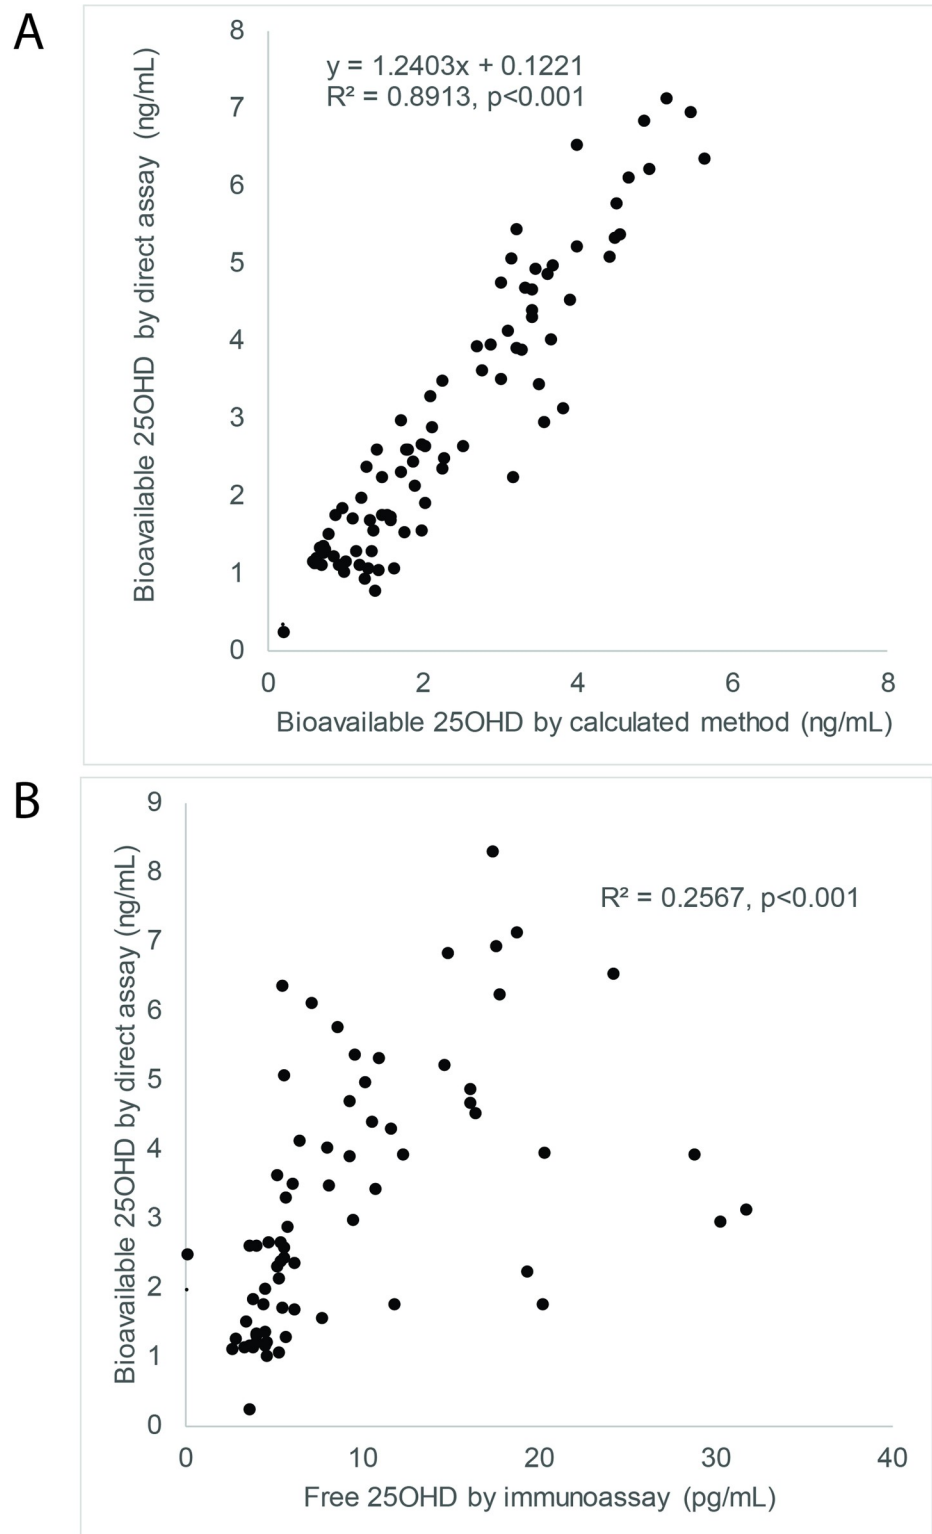 A
y = 1.2403x + 0.1221
R² = 0.8913, p<0.001
Bioavailable 25OHD by direct assay (ng/mL)
8
7
6
5
4
3
2
1
0
0 2 4 6 8
Bioavailable 25OHD by calculated method (ng/mL)
B
R² = 0.2567, p<0.001
Bioavailable 25OHD by direct assay (ng/mL)
9
8
7
6
5
4
3
2
1
0
0 10 20 30 40
Free 25OHD by immunoassay (pg/mL)